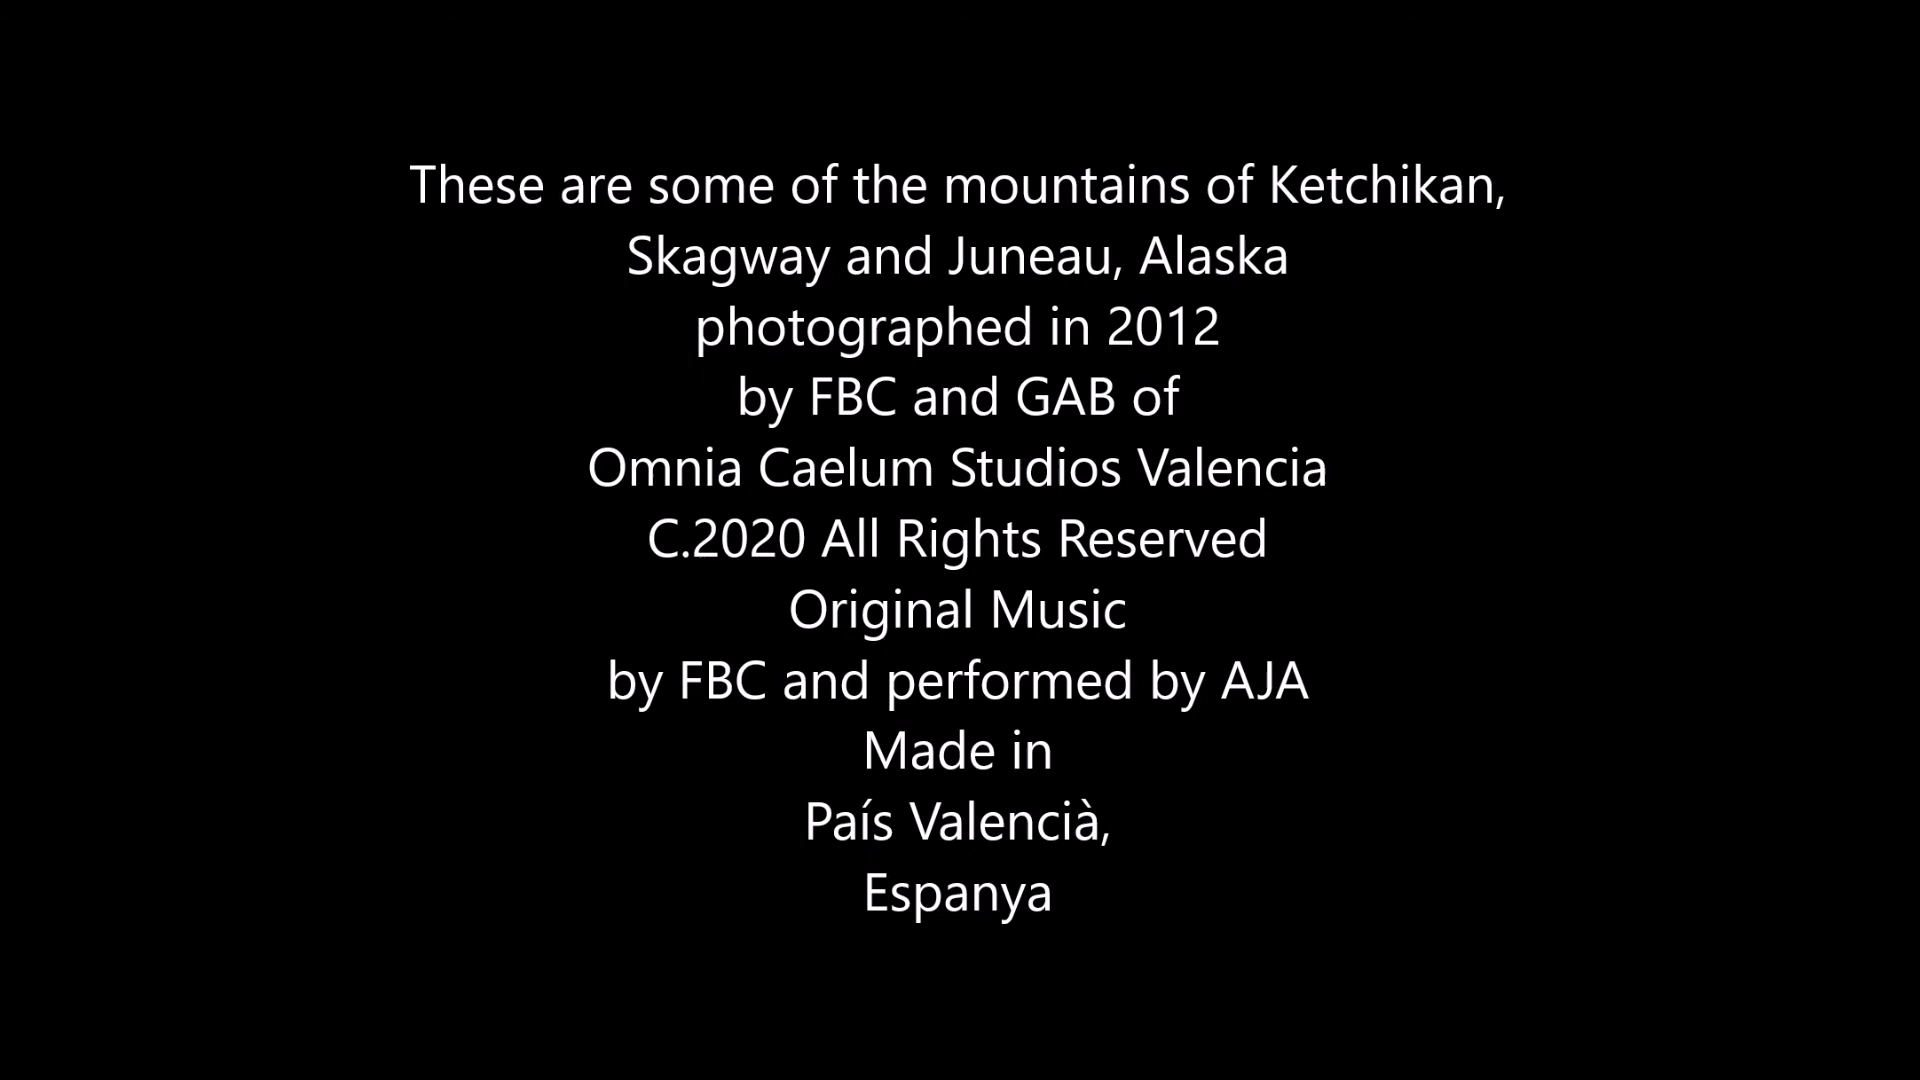 These are some of the mountains of Ketchikan,
Skagway and Juneau, Alaska
photographed in 2012
by FBC and GAB of
Omnia Caelum Studios Valencia
C.2020 All Rights Reserved
Original Music
by FBC and performed by AJA
Made in
País Valencià,
Espanya